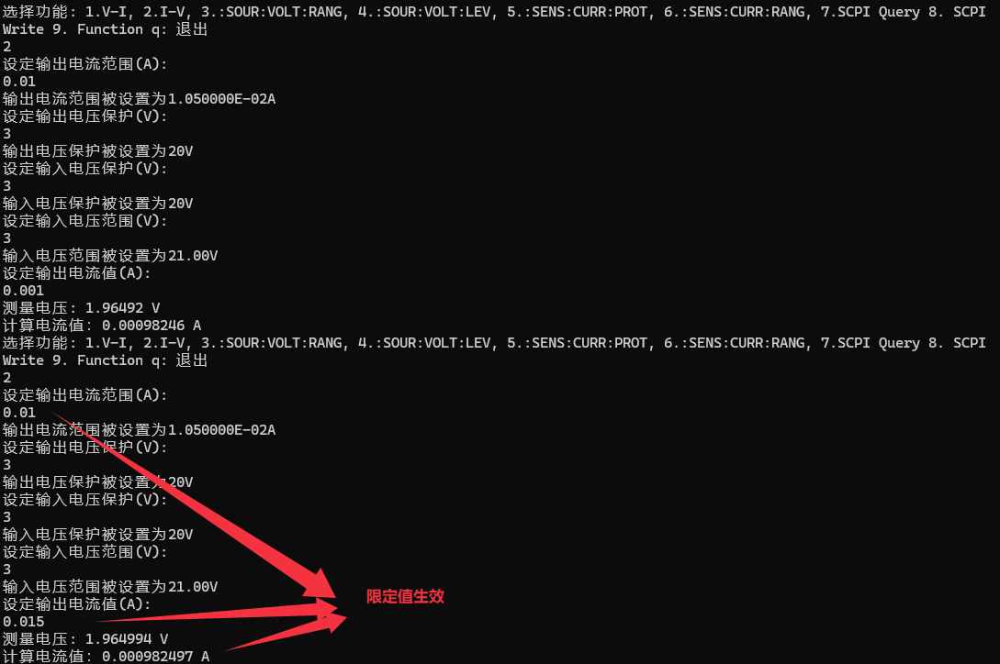 选择功能: 1.V-I, 2.I-V, 3.:SOUR:VOLT:RANG, 4.:SOUR:VOLT:LEV, 5.:SENS:CURR:PROT, 6.:SENS:CURR:RANG, 7.SCPI Query 8. SCPI
Write 9. Function q: 退出
2
设定输出电流范围(A):
0.01
输出电流范围被设置为1.050000E-02A
设定输出电压保护(V):
3
输出电压保护被设置为20V
设定输入电压保护(V):
3
输入电压保护被设置为20V
设定输入电压范围(V):
3
输入电压范围被设置为21.00V
设定输出电流值(A):
0.001
测量电压: 1.96492 V
计算电流值: 0.00098246 A
选择功能: 1.V-I, 2.I-V, 3.:SOUR:VOLT:RANG, 4.:SOUR:VOLT:LEV, 5.:SENS:CURR:PROT, 6.:SENS:CURR:RANG, 7.SCPI Query 8. SCPI
Write 9. Function q: 退出
2
设定输出电流范围(A):
0.01
输出电流范围被设置为1.050000E-02A
设定输出电压保护(V):
3
输出电压保护被设置为20V
设定输入电压保护(V):
3
输入电压保护被设置为20V
设定输入电压范围(V):
3
输入电压范围被设置为21.00V
限定值生效
设定输出电流值(A):
0.015
测量电压: 1.964994 V
计算电流值: 0.000982497 A